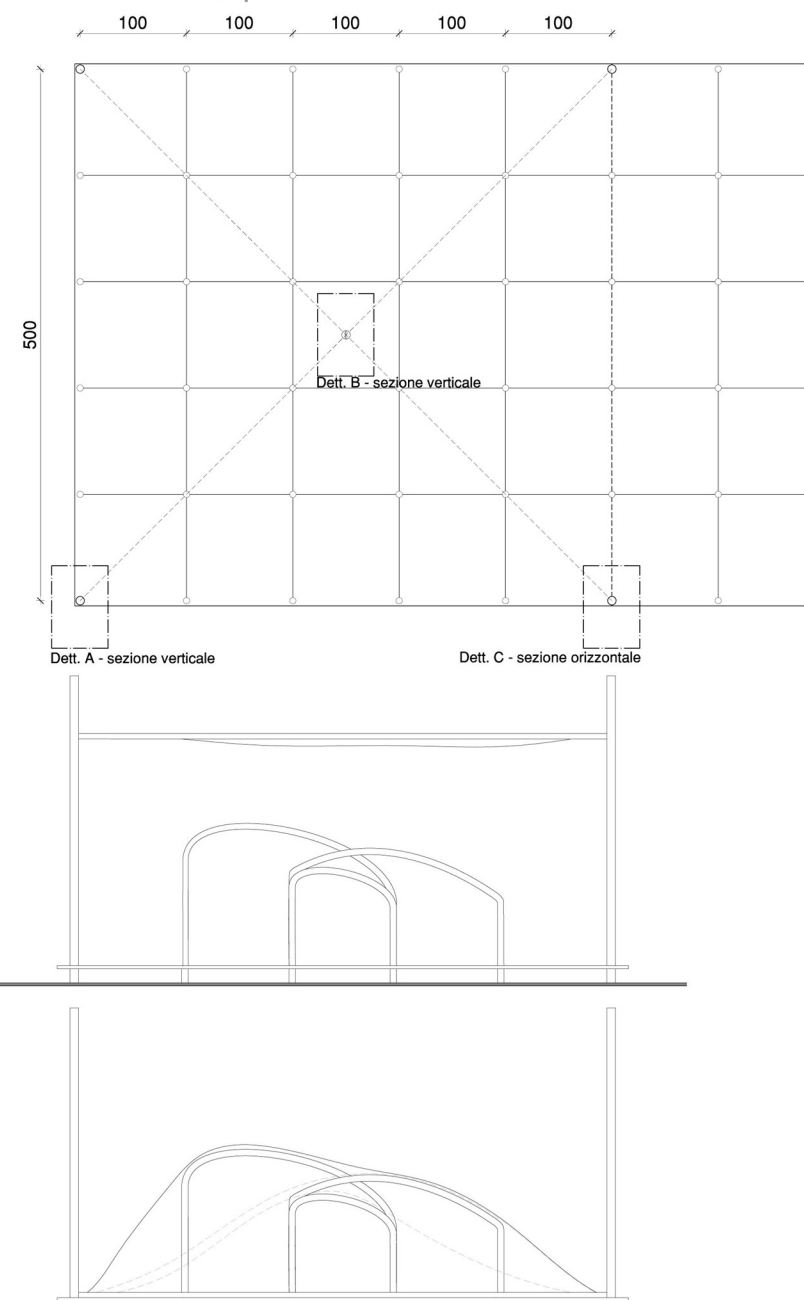 100 100 100 100 100
500
Dett. B - sezione verticale
Dett. A - sezione verticale
Dett. C - sezione orizzontale